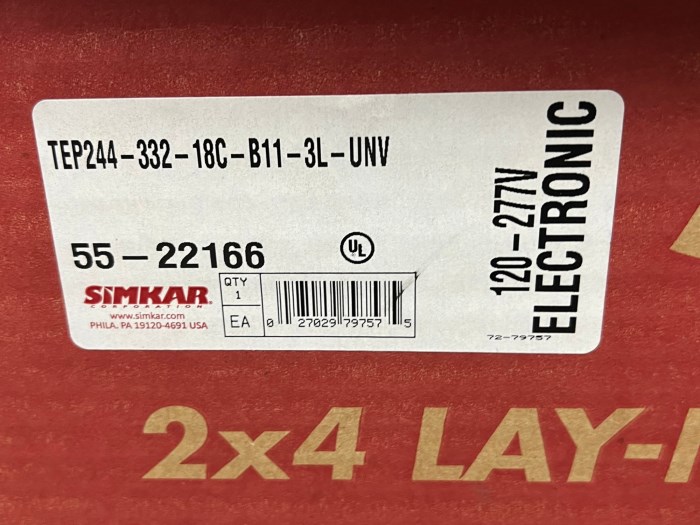 TEP244-332-18C-B11-3L-UNV
55-22166
UL
SIMKAR
CORPORATION
www.simkar.com
PHILA. PA 19120-4691 USA
QTY
1
EA
0 27029 79757 5
120-277V
ELECTRONIC
72-79757
2x4 LAY-